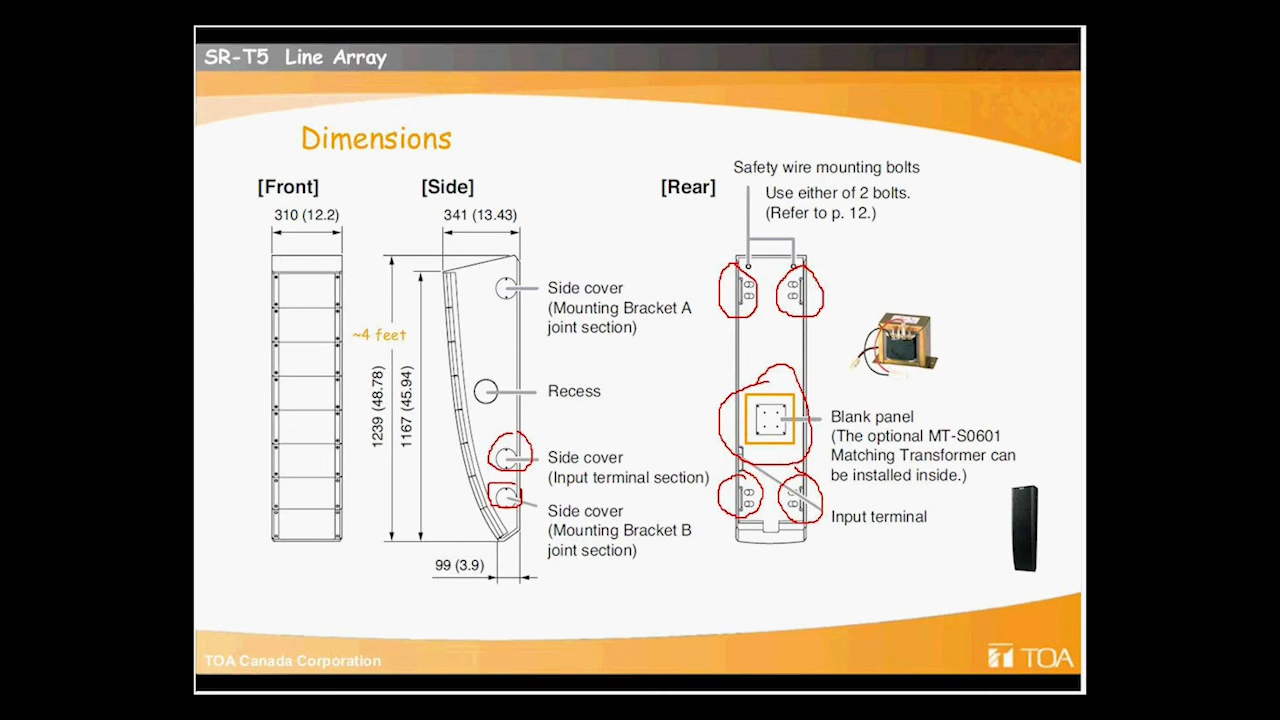 SR-T5 Line Array
Dimensions
[Front]
[Side]
[Rear]
Safety wire mounting bolts
Use either of 2 bolts.
(Refer to p. 12.)
310 (12.2)
341 (13.43)
Side cover
(Mounting Bracket A
joint section)
~4 feet
1239 (48.78)
1167 (45.94)
Recess
Side cover
(Input terminal section)
Side cover
(Mounting Bracket B
joint section)
99 (3.9)
Blank panel
(The optional MT-S0601
Matching Transformer can
be installed inside.)
Input terminal
TOA Canada Corporation
TOA